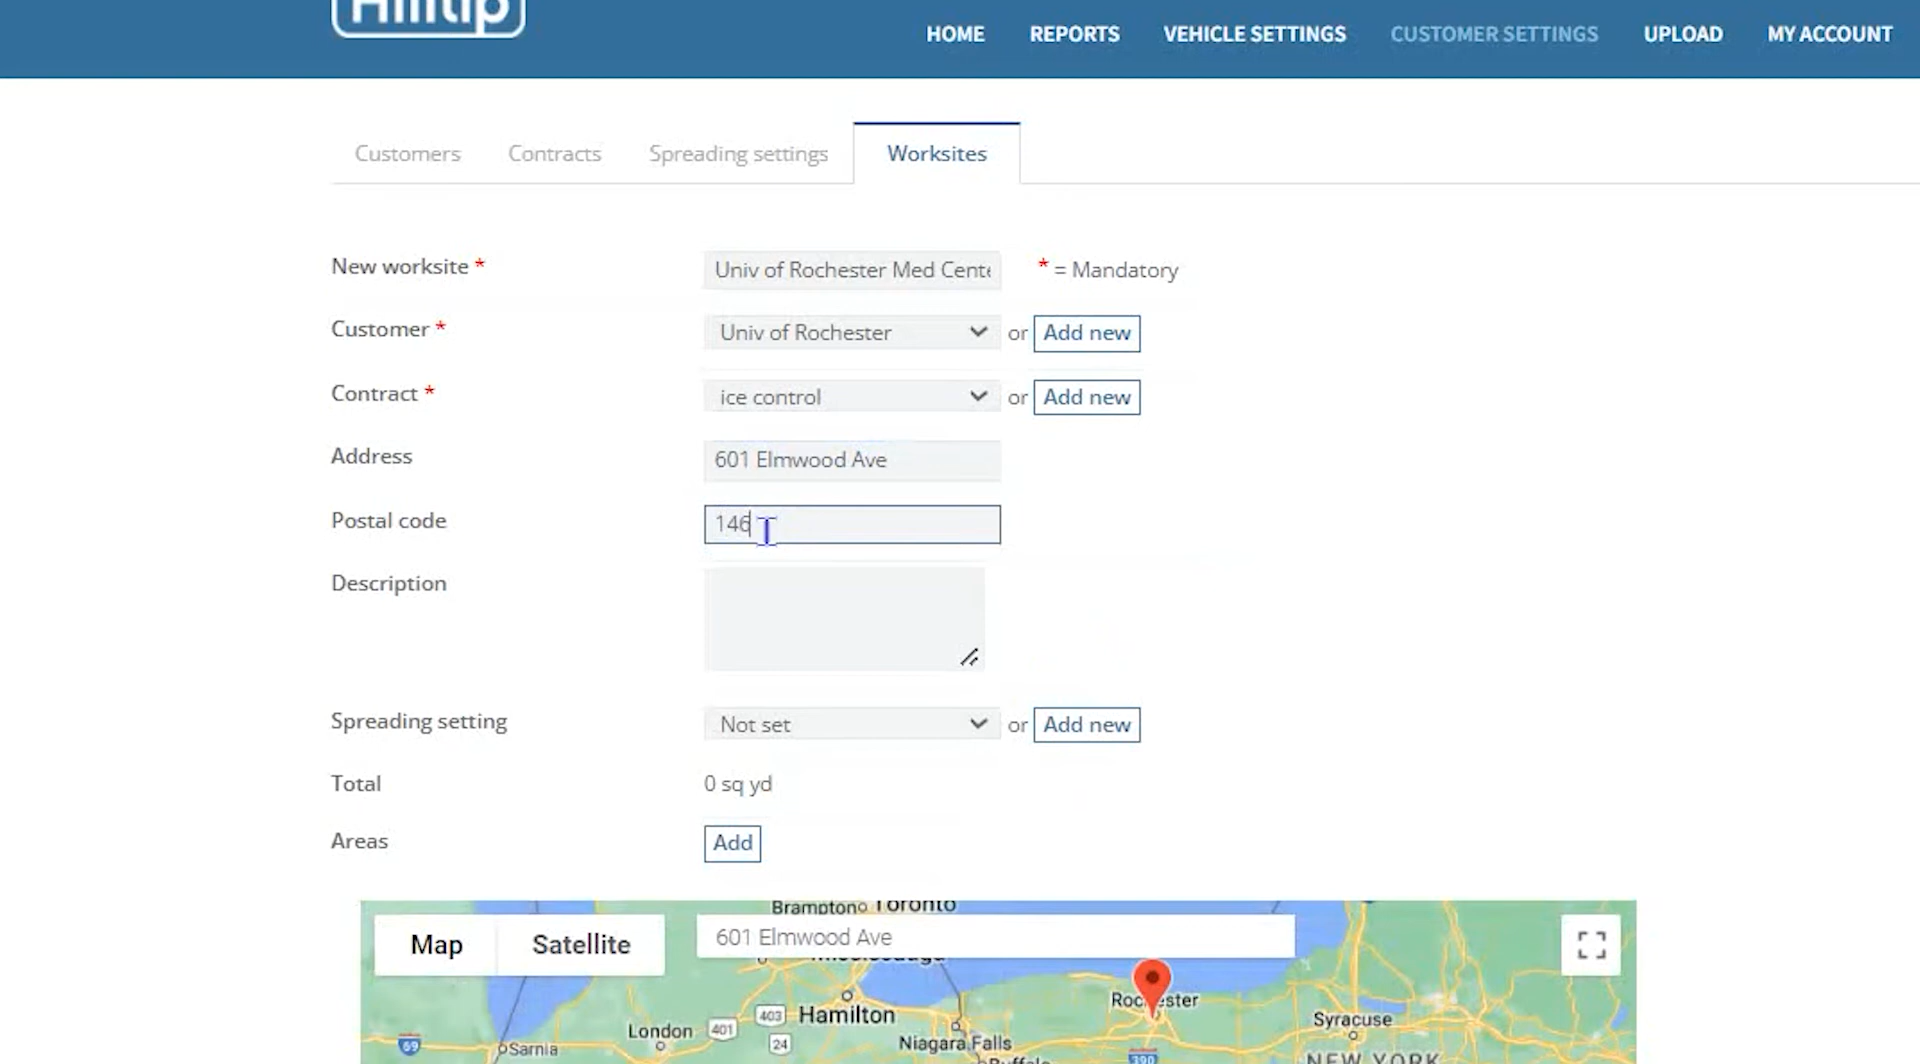 Hilltip
HOME REPORTS VEHICLE SETTINGS CUSTOMER SETTINGS UPLOAD MY ACCOUNT
Customers Contracts Spreading settings Worksites
New worksite * Univ of Rochester Med Cente * = Mandatory
Customer * Univ of Rochester or Add new
Contract * ice control or Add new
Address 601 Elmwood Ave
Postal code 146
Description
Spreading setting Not set or Add new
Total 0 sq yd
Areas Add
Brampton Toronto
Map Satellite 601 Elmwood Ave
Mississauga
Rochester
403 Hamilton
London 401 Syracuse
69 Sarnia 24 Niagara Falls
Buffalo 390 NEW YORK